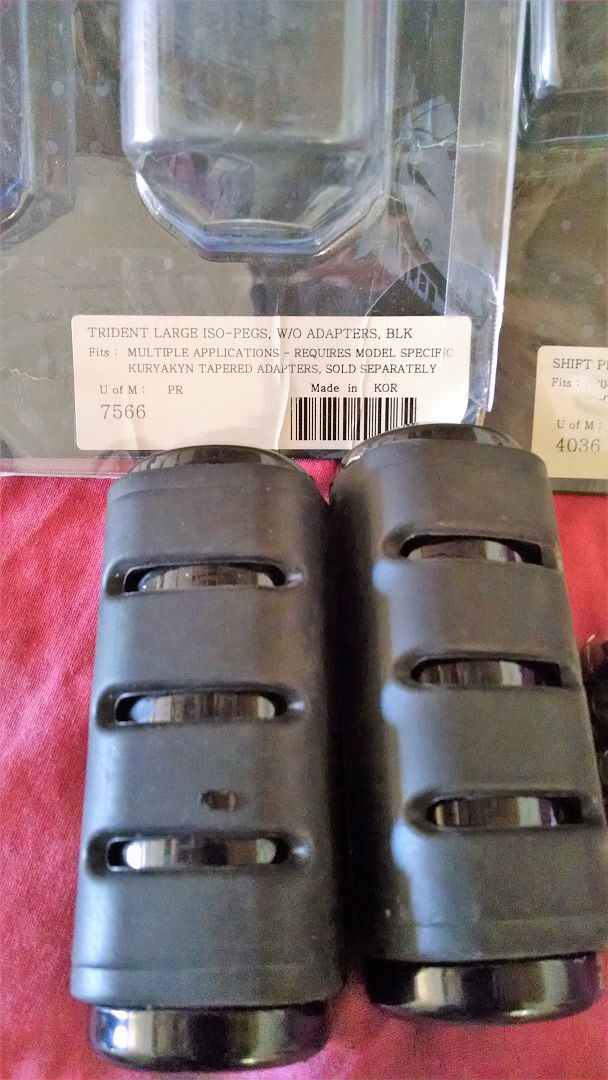 TRIDENT LARGE ISO-PEGS, W/O ADAPTERS, BLK
Fits : MULTIPLE APPLICATIONS - REQUIRES MODEL SPECIFIC
KURYAKYN TAPERED ADAPTERS, SOLD SEPARATELY
U of M : PR Made in KOR
7566
SHIFT
Fits :
U of M :
4036